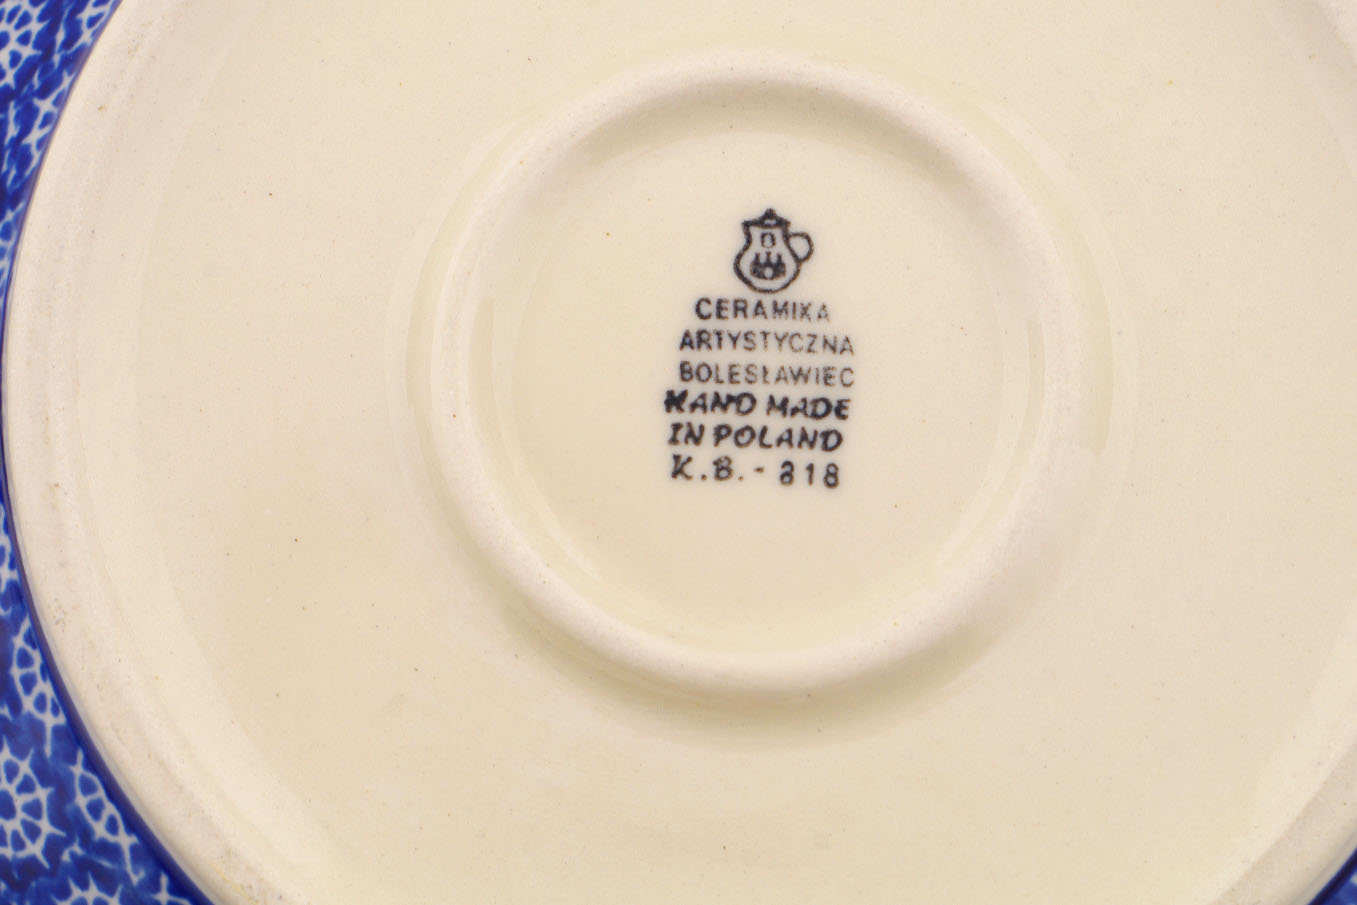 CERAMIKA
ARTYSTYCZNA
BOLESŁAWIEC
HAND MADE
IN POLAND
K.B. - 818